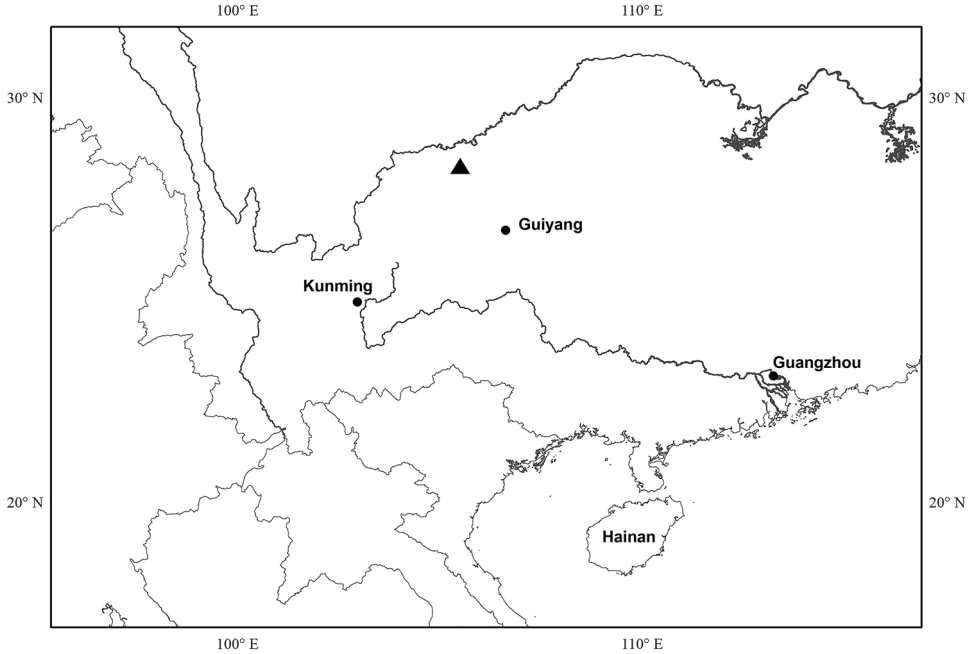 100° E
110° E
30° N
30° N
Guiyang
Kunming
Guangzhou
20° N
20° N
Hainan
100° E
110° E